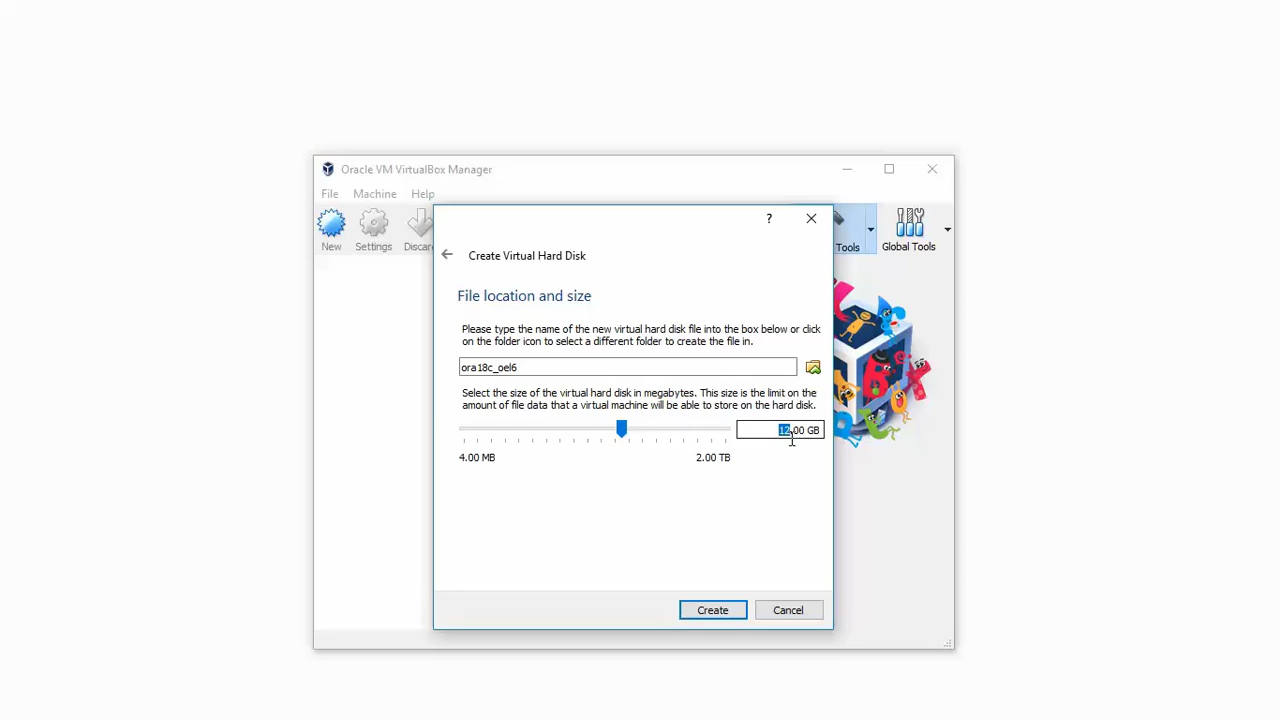 Oracle VM VirtualBox Manager
File Machine Help
New Settings Discar Tools Global Tools
?
Create Virtual Hard Disk
File location and size
Please type the name of the new virtual hard disk file into the box below or click
on the folder icon to select a different folder to create the file in.
ora18c_oel6
Select the size of the virtual hard disk in megabytes. This size is the limit on the
amount of file data that a virtual machine will be able to store on the hard disk.
12.00 GB
4.00 MB 2.00 TB
Create Cancel